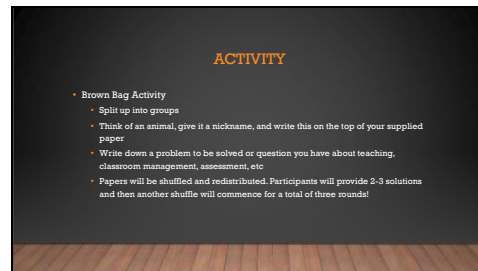 ACTIVITY
• Brown Bag Activity
• Split up into groups
• Think of an animal, give it a nickname, and write this on the top of your supplied
paper
• Write down a problem to be solved or question you have about teaching,
classroom management, assessment, etc
• Papers will be shuffled and redistributed. Participants will provide 2-3 solutions
and then another shuffle will commence for a total of three rounds!